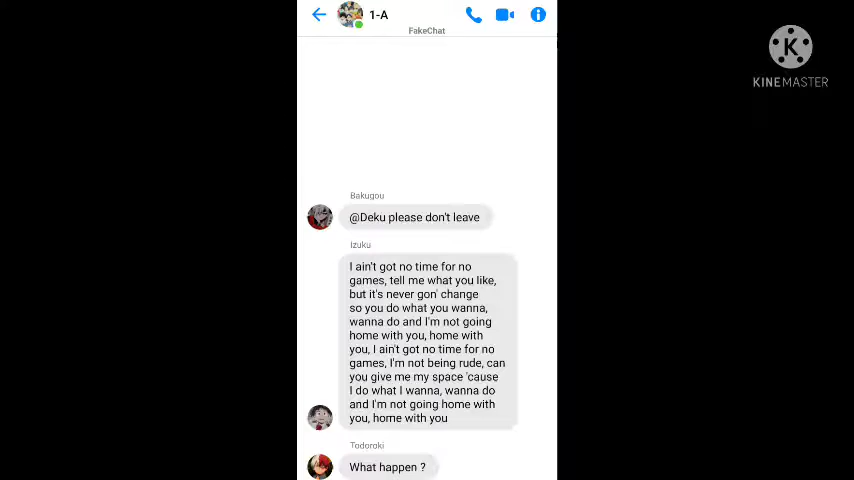 1-A
FakeChat
K
KINEMASTER
Bakugou
@Deku please don't leave
Izuku
I ain't got no time for no
games, tell me what you like,
but it's never gon' change
so you do what you wanna,
wanna do and I'm not going
home with you, home with
you, I ain't got no time for no
games, I'm not being rude, can
you give me my space 'cause
I do what I wanna, wanna do
and I'm not going home with
you, home with you
Todoroki
What happen ?